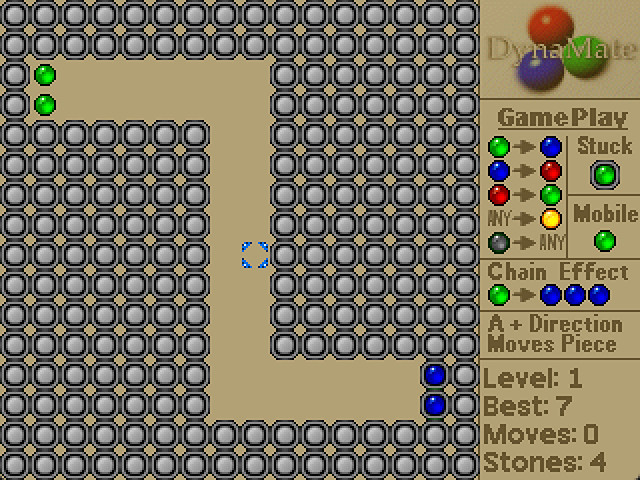 DynaMate
GamePlay
Stuck
ANY
Mobile
ANY
Chain Effect
A + Direction
Moves Piece
Level: 1
Best: 7
Moves: 0
Stones: 4